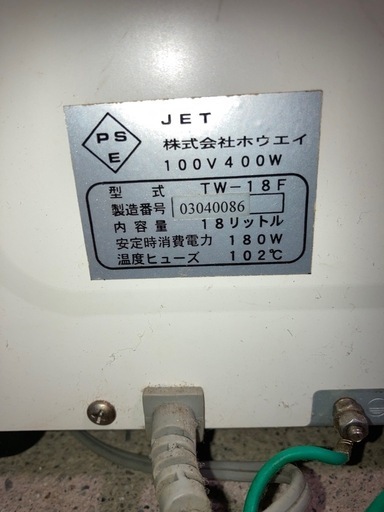 PS
E
JET
株式会社ホウエイ
100V400W
型 式 TW-18F
製造番号 03040086
内容量 18リットル
安定時消費電力 180W
温度ヒューズ 102℃